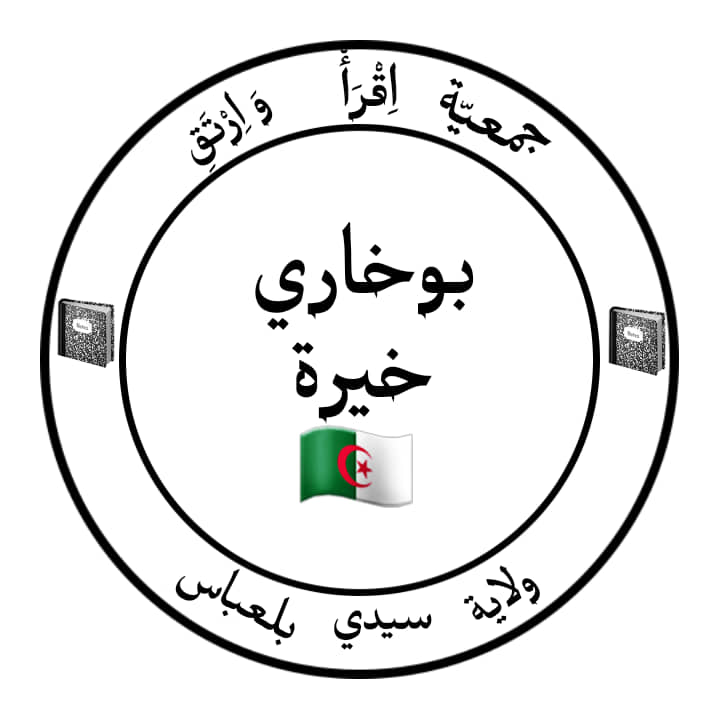 جمعيّة اِقْرَأْ وَ اِرْتَقِ
بوخاري
خيرة
ولاية سيدي بلعباس